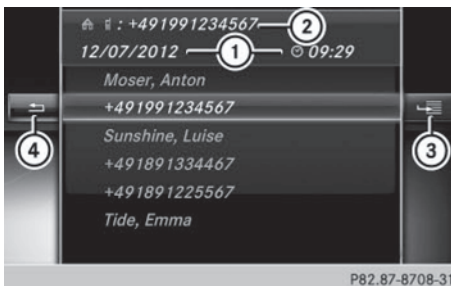 : +491991234567 2
12/07/2012 1 09:29
Moser, Anton
+491991234567
Sunshine, Luise
4 3
+491891334467
+491891225567
Tide, Emma
P82.87-8708-31